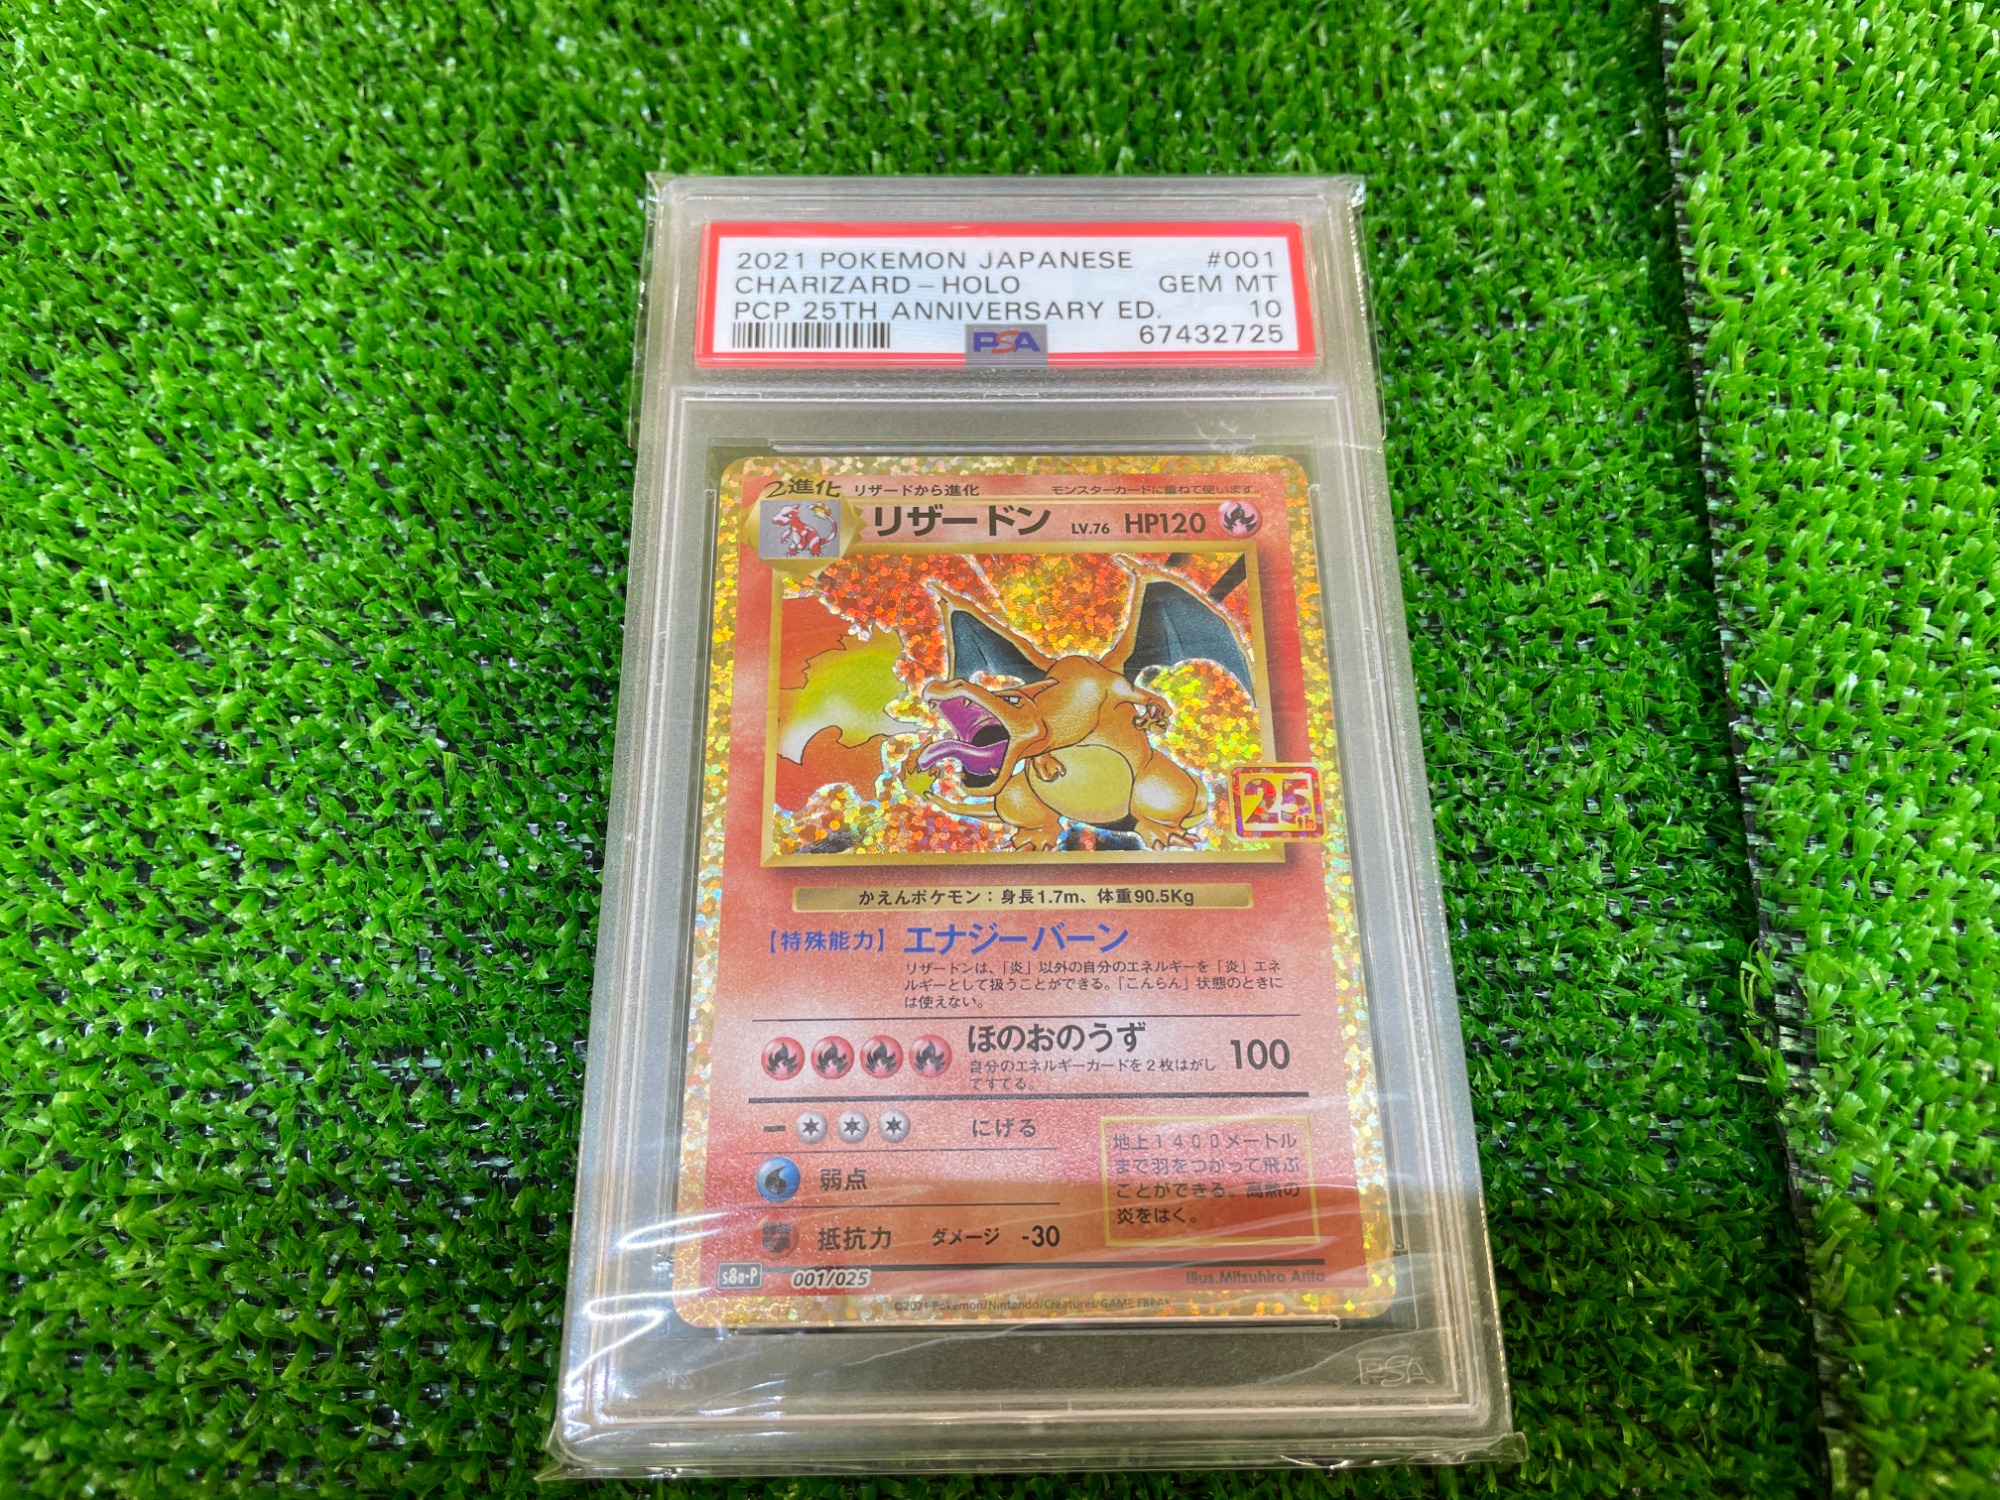 2021 POKEMON JAPANESE #001
CHARIZARD-HOLO GEM MT
PCP 25TH ANNIVERSARY ED. 10
PSA 67432725
2進化 リザードから進化 モンスターカードに重ねて使います。
リザードン LV.76 HP120
25th
かえんポケモン:身長1.7m、体重90.5Kg
【特殊能力】エナジーバーン
リザードンは、「炎」以外の自分のエネルギーを「炎」エネ
ルギーとして扱うことができる。「こんらん」状態のときに
は使えない。
ほのおのうず 100
自分のエネルギーカードを2枚はがし
てすてる。
にげる
弱点
抵抗力 ダメージ -30
地上1400メートル
まで羽をつかって飛ぶ
ことができる。高熱の
炎をはく。
s8a-P 001/025 Illus.Mitsuhiro Arita
©2021 Pokémon/Nintendo/Creatures/GAME FREAK
PSA